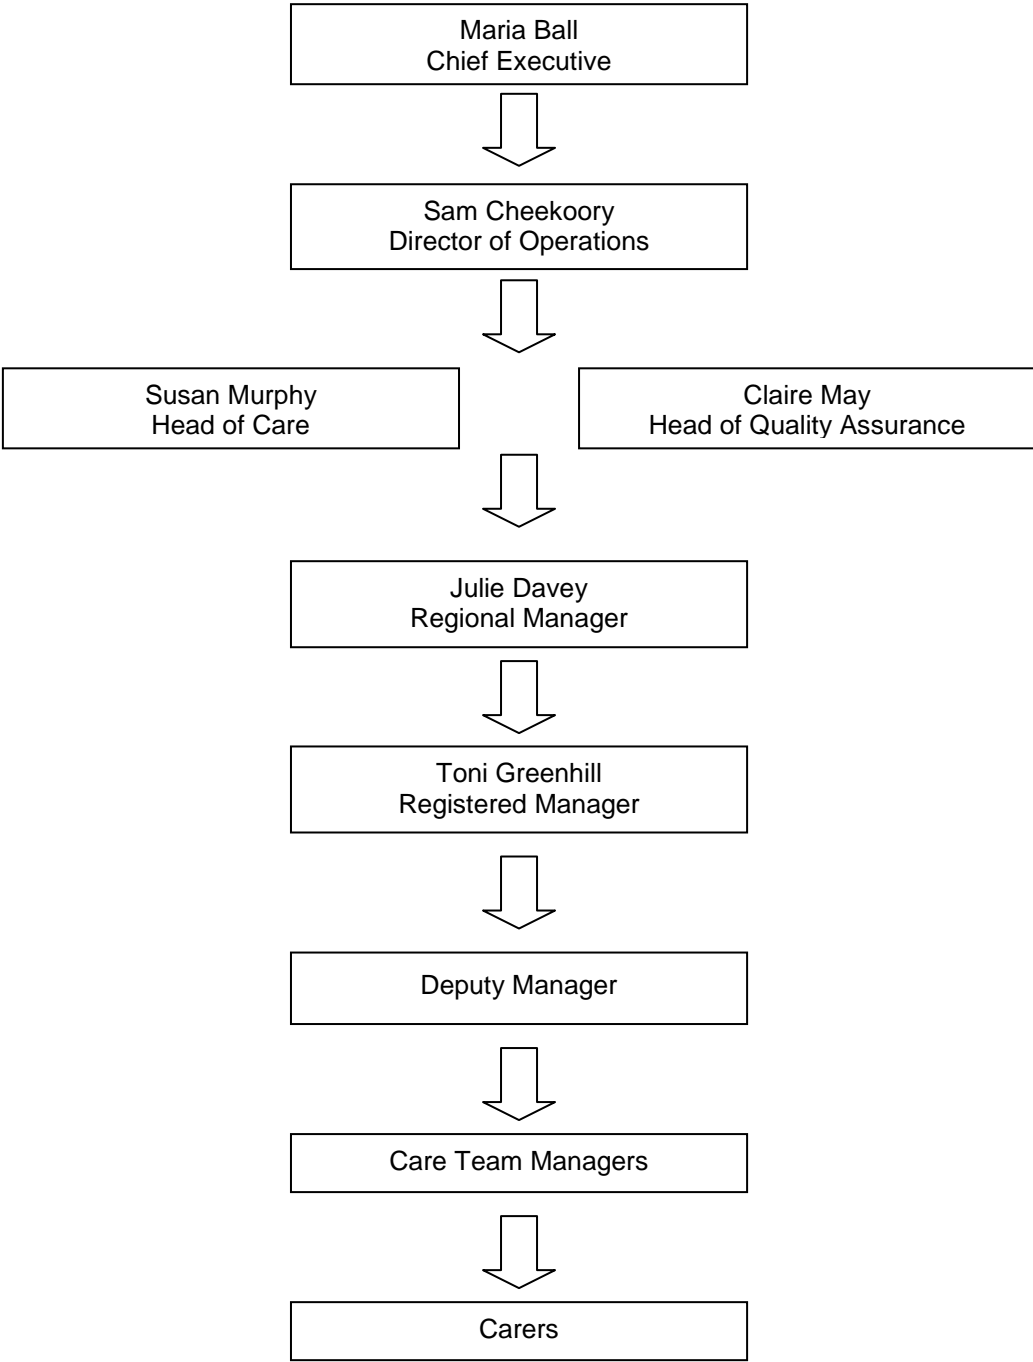 Maria Ball
Chief Executive
Sam Cheekoory
Director of Operations
Susan Murphy
Head of Care
Claire May
Head of Quality Assurance
Julie Davey
Regional Manager
Toni Greenhill
Registered Manager
Deputy Manager
Care Team Managers
Carers